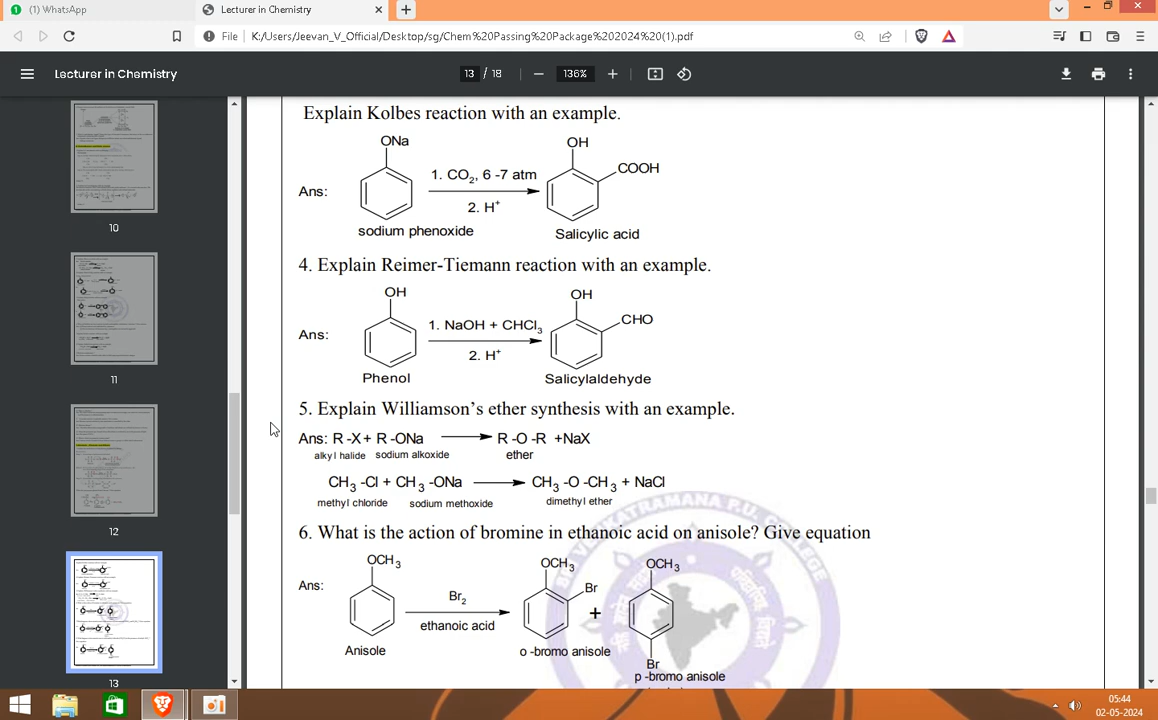 (1) WhatsApp
Lecturer in Chemistry
File K:/Users/Jeevan_V_Official/Desktop/sg/Chem%20Passing%20Package%202024%20(1).pdf
Lecturer in Chemistry
13 / 18
136%
10
11
12
13
Explain Kolbes reaction with an example.
Ans:
ONa
1. CO2, 6 -7 atm
2. H+
OH
COOH
sodium phenoxide
Salicylic acid
4. Explain Reimer-Tiemann reaction with an example.
Ans:
OH
1. NaOH + CHCl3
2. H+
OH
CHO
Phenol
Salicylaldehyde
5. Explain Williamson's ether synthesis with an example.
Ans: R -X + R -ONa R -O -R +NaX
alkyl halide sodium alkoxide ether
CH3 -Cl + CH3 -ONa CH3 -O -CH3 + NaCl
methyl chloride sodium methoxide dimethyl ether
6. What is the action of bromine in ethanoic acid on anisole? Give equation
Ans:
OCH3
Br2
ethanoic acid
OCH3
Br
+
OCH3
Br
Anisole
o -bromo anisole
p -bromo anisole
05:44
02-05-2024